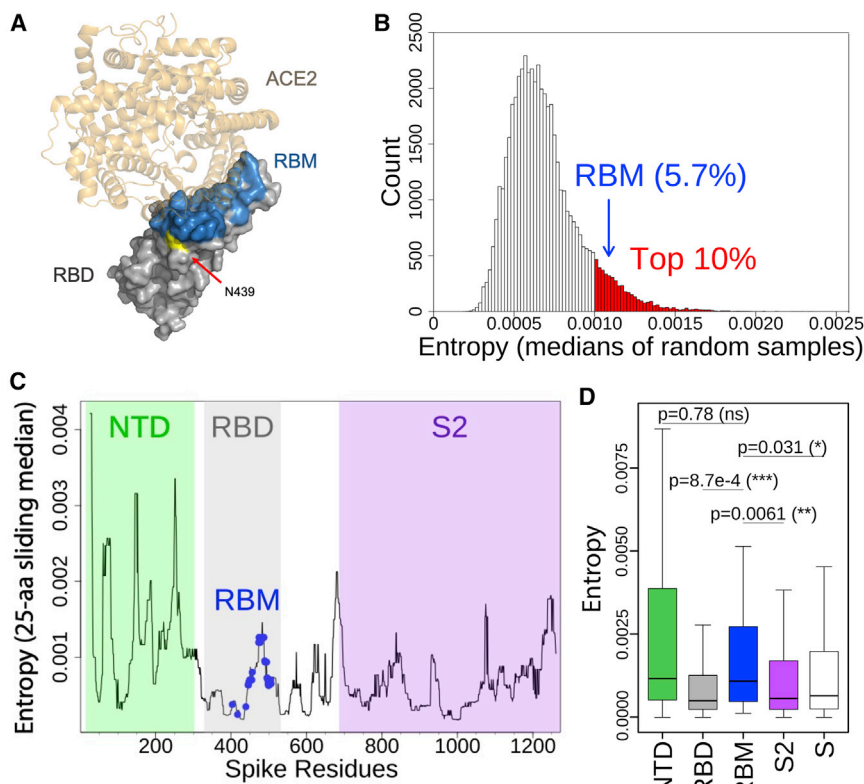 A
ACE2
RBM
RBD
N439
B
Count
0
500
1000
1500
2000
2500
RBM (5.7%)
Top 10%
0
0.0005
0.0010
0.0015
0.0020
0.0025
Entropy (medians of random samples)
C
Entropy (25-aa sliding median)
0.001
0.002
0.003
0.004
NTD
RBD
S2
RBM
200
400
600
800
1000
1200
Spike Residues
D
Entropy
0.0000
0.0025
0.0050
0.0075
p=0.78 (ns)
p=0.031 (*)
p=8.7e-4 (***)
p=0.0061 (**)
NTD
RBD
RBM
S2
S